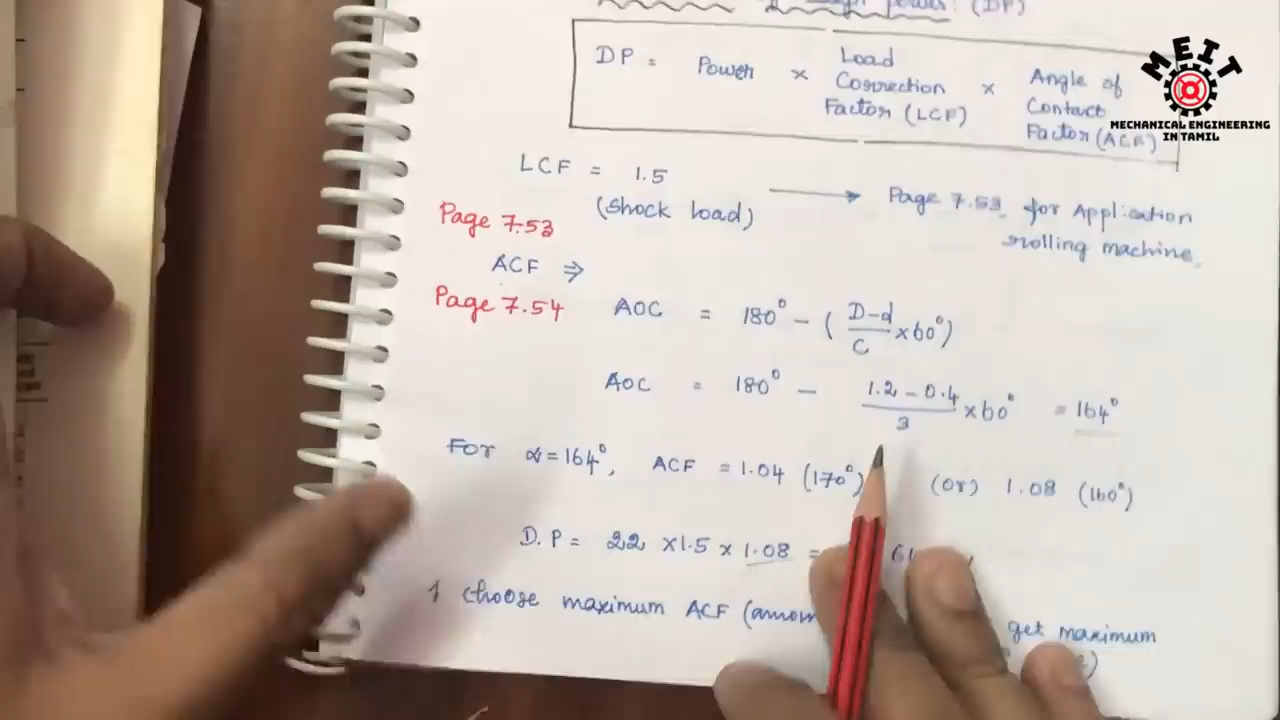 power: (DP)
DP = Power × Load Correction Factor (LCF) × Angle of Contact Factor (ACF)
MEIT
MECHANICAL ENGINEERING
IN TAMIL
LCF = 1.5
(shock load)
→ Page 7.53 for Application
rolling machine.
Page 7.53
ACF ⇒
Page 7.54
AOC = 180° - (D-d/C × 60°)
AOC = 180° - 1.2 - 0.4/3 × 60° = 164°
For α = 164°, ACF = 1.04 (170°) (or) 1.08 (160°)
D.P = 22 × 1.5 × 1.08 =
I choose maximum ACF
get maximum